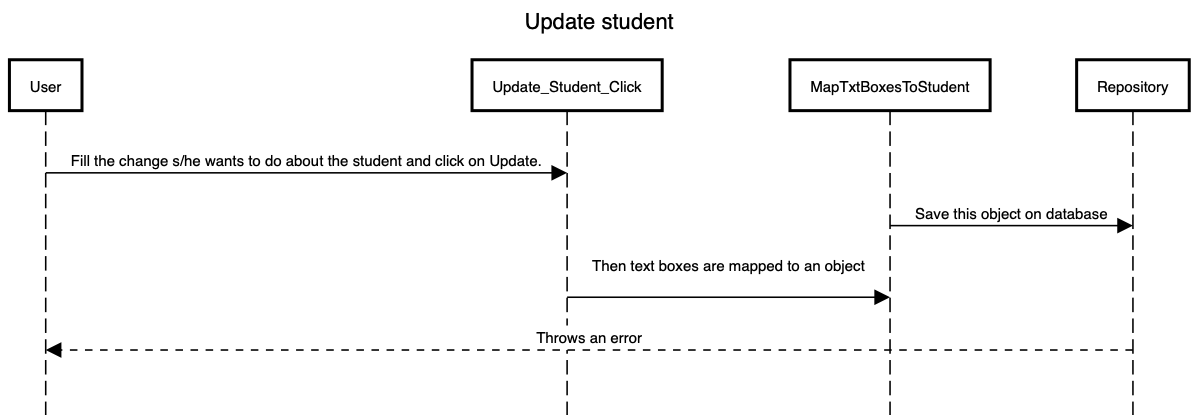 Update student
User
Update_Student_Click
MapTxtBoxesToStudent
Repository
Fill the change s/he wants to do about the student and click on Update.
Save this object on database
Then text boxes are mapped to an object
Throws an error